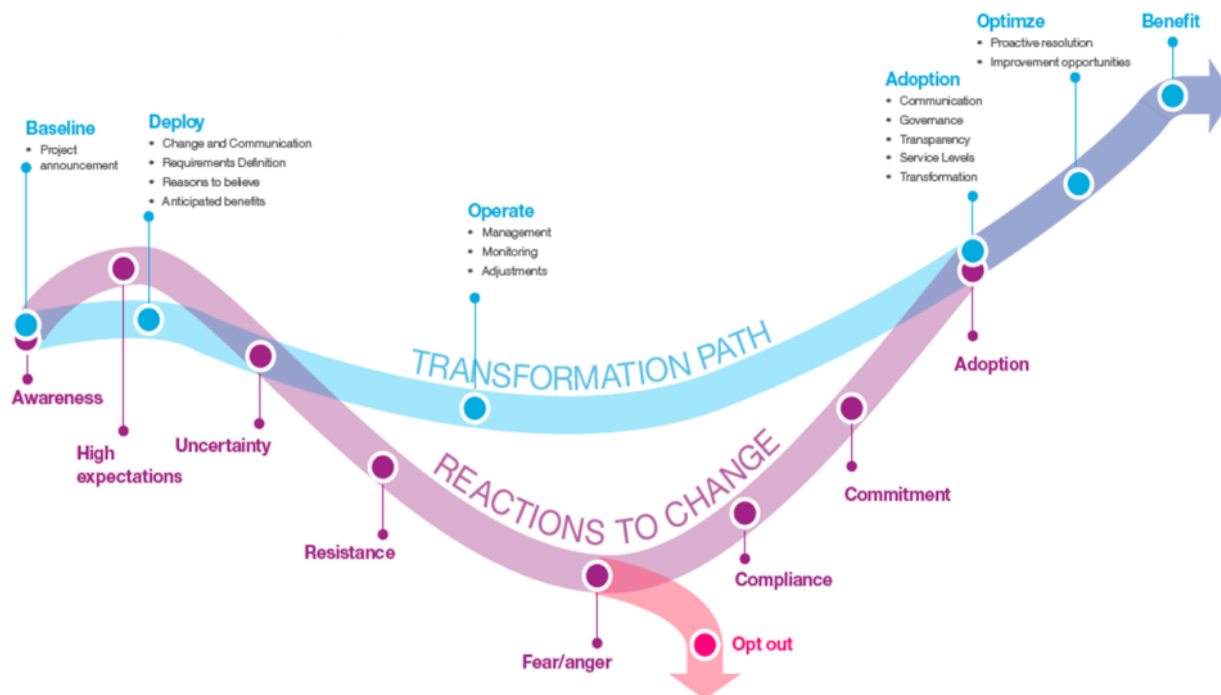 Optimze
• Proactive resolution
• Improvement opportunities
Benefit
Adoption
• Communication
• Governance
• Transparency
• Service Levels
• Transformation
Baseline
• Project
announcement
Deploy
• Change and Communication
• Requirements Definition
• Reasons to believe
• Anticipated benefits
Operate
• Management
• Monitoring
• Adjustments
TRANSFORMATION PATH
REACTIONS TO CHANGE
Awareness
High
expectations
Uncertainty
Resistance
Fear/anger
Opt out
Compliance
Commitment
Adoption